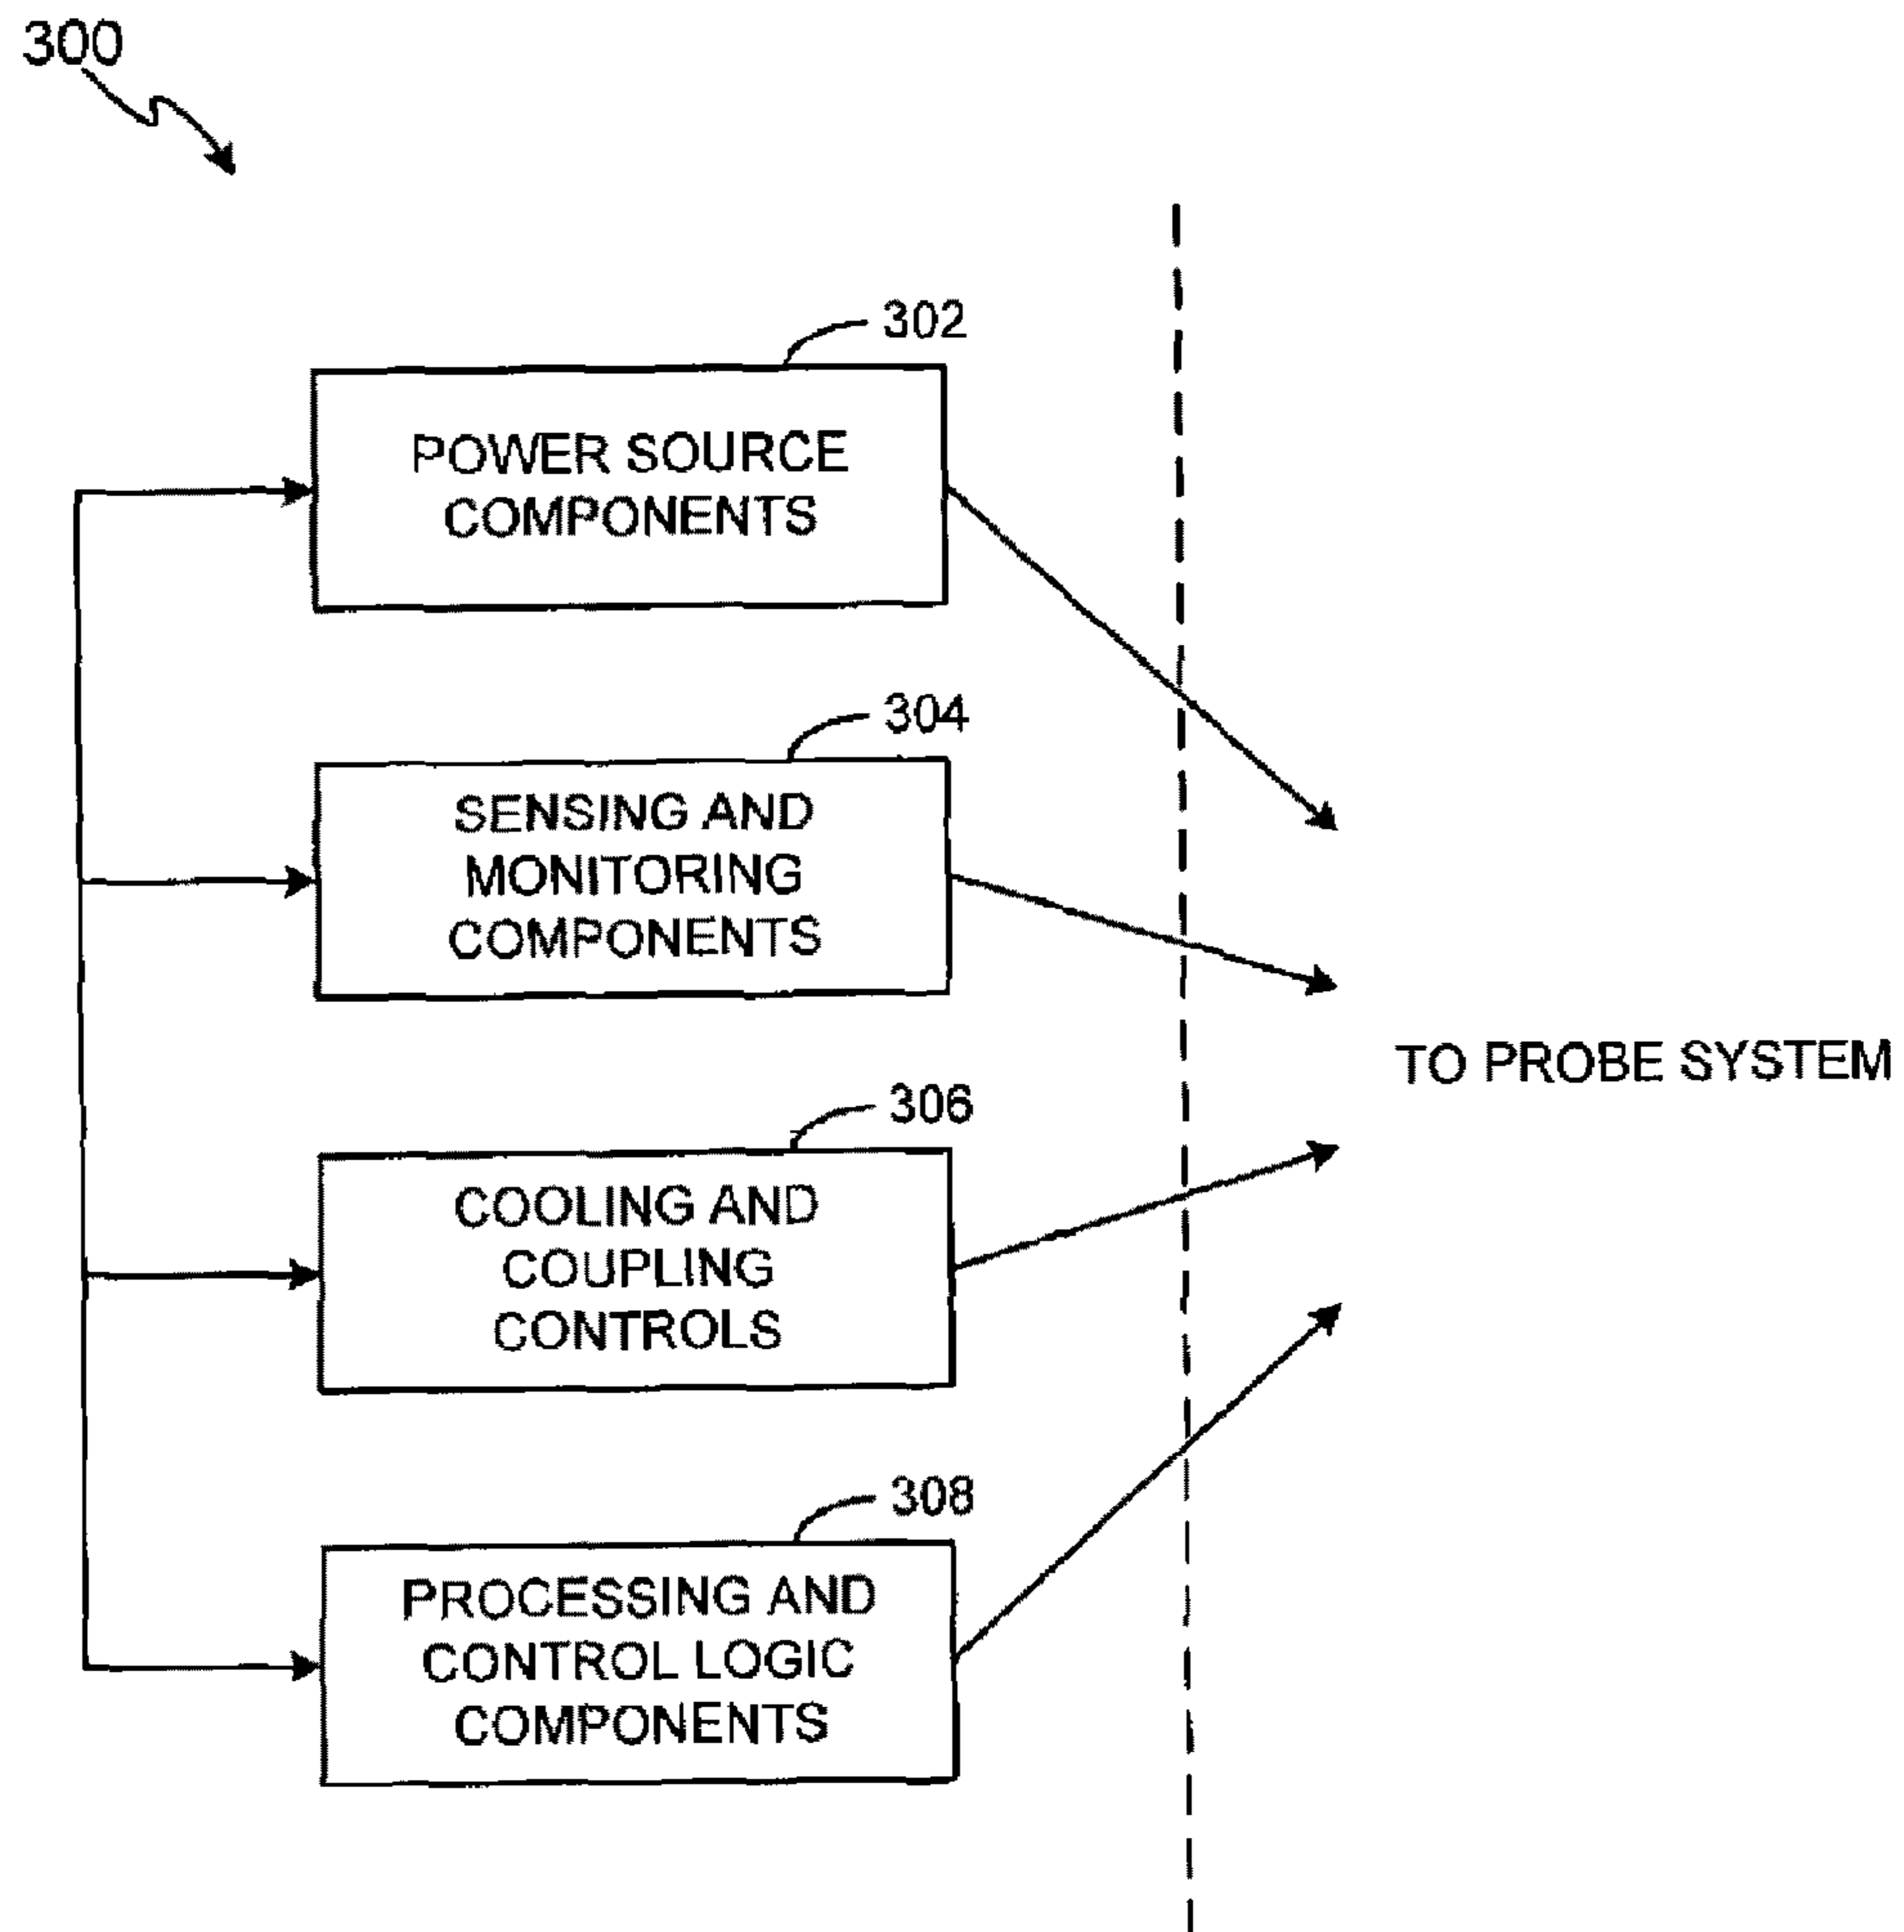 300
302
POWER SOURCE
COMPONENTS
304
SENSING AND
MONITORING
COMPONENTS
TO PROBE SYSTEM
306
COOLING AND
COUPLING
CONTROLS
308
PROCESSING AND
CONTROL LOGIC
COMPONENTS